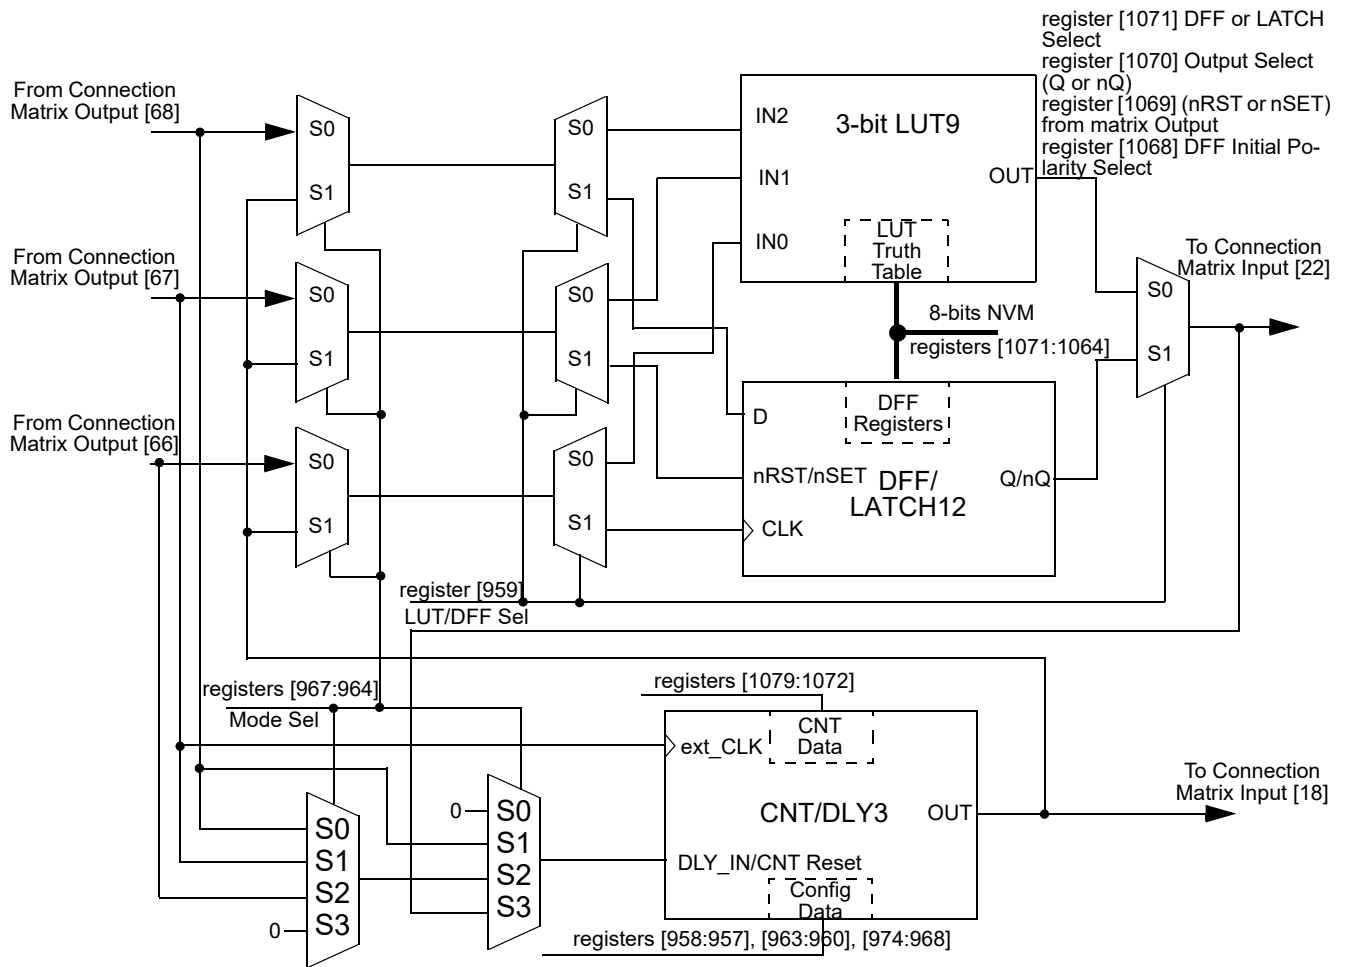 register [1071] DFF or LATCH
Select
register [1070] Output Select
(Q or nQ)
register [1069] (nRST or nSET)
from matrix Output
register [1068] DFF Initial Po-
larity Select
From Connection
Matrix Output [68]
S0
S1
S0
S1
IN2
IN1
IN0
3-bit LUT9
OUT
LUT
Truth
Table
From Connection
Matrix Output [67]
S0
S1
S0
S1
8-bits NVM
registers [1071:1064]
To Connection
Matrix Input [22]
S0
S1
From Connection
Matrix Output [66]
S0
S1
S0
S1
D
nRST/nSET
CLK
DFF
Registers
DFF/
LATCH12
Q/nQ
register [959]
LUT/DFF Sel
registers [967:964]
Mode Sel
registers [1079:1072]
ext_CLK
CNT
Data
CNT/DLY3
OUT
DLY_IN/CNT Reset
Config
Data
To Connection
Matrix Input [18]
0
S0
S1
S2
S3
S0
S1
S2
S3
0
registers [958:957], [963:960], [974:968]